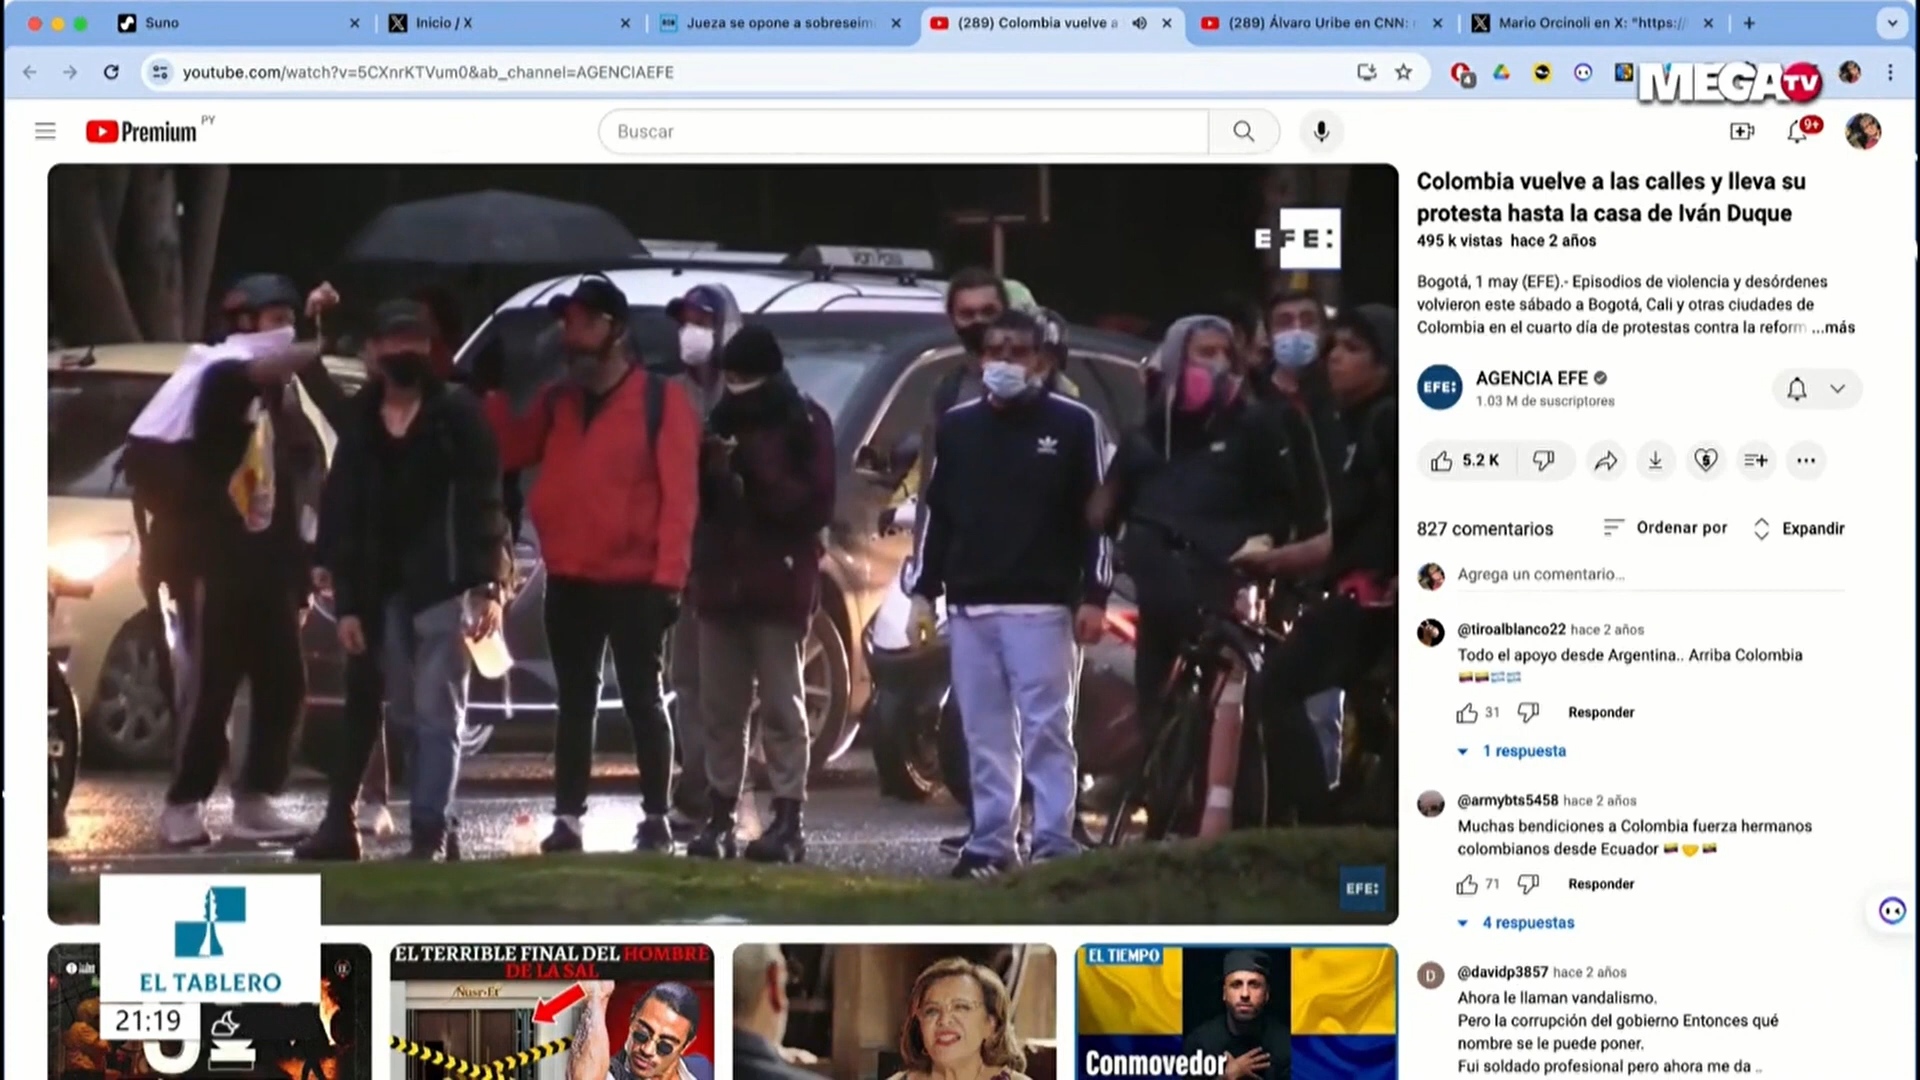 Suno
Inicio / X
Jueza se opone a sobreseim
(289) Colombia vuelve a
(289) Álvaro Uribe en CNN:
Mario Orcinoli en X: "https:/
youtube.com/watch?v=5CXnrKTVum0&ab_channel=AGENCIAEFE
4
MEGA TV
Premium
PY
Buscar
9+
EFE:
Van Pass
Colombia vuelve a las calles y lleva su
protesta hasta la casa de Iván Duque
495 k vistas hace 2 años
Bogotá, 1 may (EFE).- Episodios de violencia y desórdenes
volvieron este sábado a Bogotá, Cali y otras ciudades de
Colombia en el cuarto día de protestas contra la reform ...más
EFE:
AGENCIA EFE
1.03 M de suscriptores
5.2 K
827 comentarios
Ordenar por
Expandir
Agrega un comentario...
@tiroalblanco22 hace 2 años
Todo el apoyo desde Argentina.. Arriba Colombia
🇨🇴🇨🇴🇦🇷🇦🇷
31
Responder
1 respuesta
@armybts5458 hace 2 años
Muchas bendiciones a Colombia fuerza hermanos
colombianos desde Ecuador
71
Responder
4 respuestas
D
@davidp3857 hace 2 años
Ahora le llaman vandalismo.
Pero la corrupción del gobierno Entonces qué
nombre se le puede poner.
Fui soldado profesional pero ahora me da ..
EFE:
EL TABLERO
21:19
EL TERRIBLE FINAL DEL HOMBRE
DE LA SAL
Nusr-Et
EL TIEMPO
Conmovedor